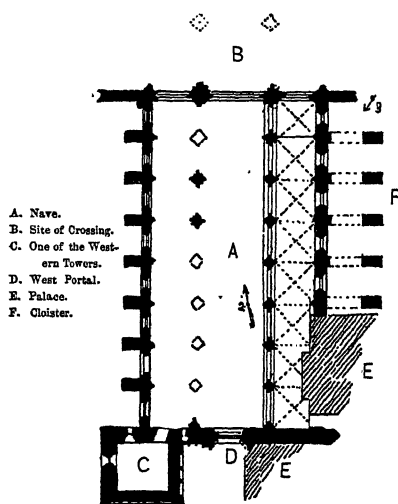 B
F
A. Nave.
B. Site of Crossing.
C. One of the West-
ern Towers.
D. West Portal.
E. Palace.
F. Cloister.
A
E
C
D
E